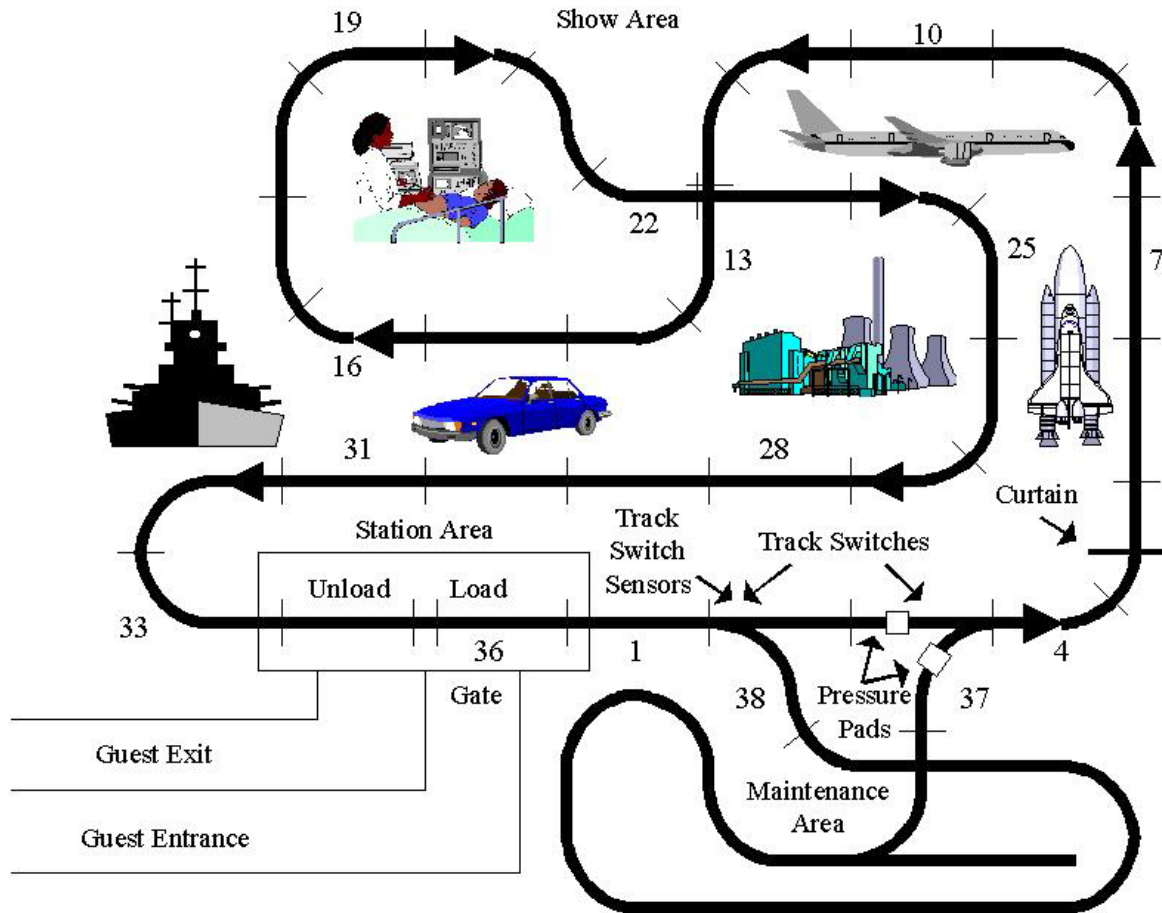 19
Show Area
10
22
13
25
7
16
31
28
Curtain
Station Area
Track
Switch
Sensors
Track Switches
Unload
Load
33
36
1
4
Gate
38
Pressure
Pads
37
Guest Exit
Maintenance
Area
Guest Entrance